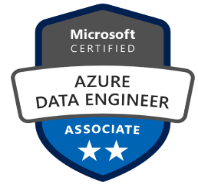 Microsoft
CERTIFIED
AZURE
DATA ENGINEER
ASSOCIATE